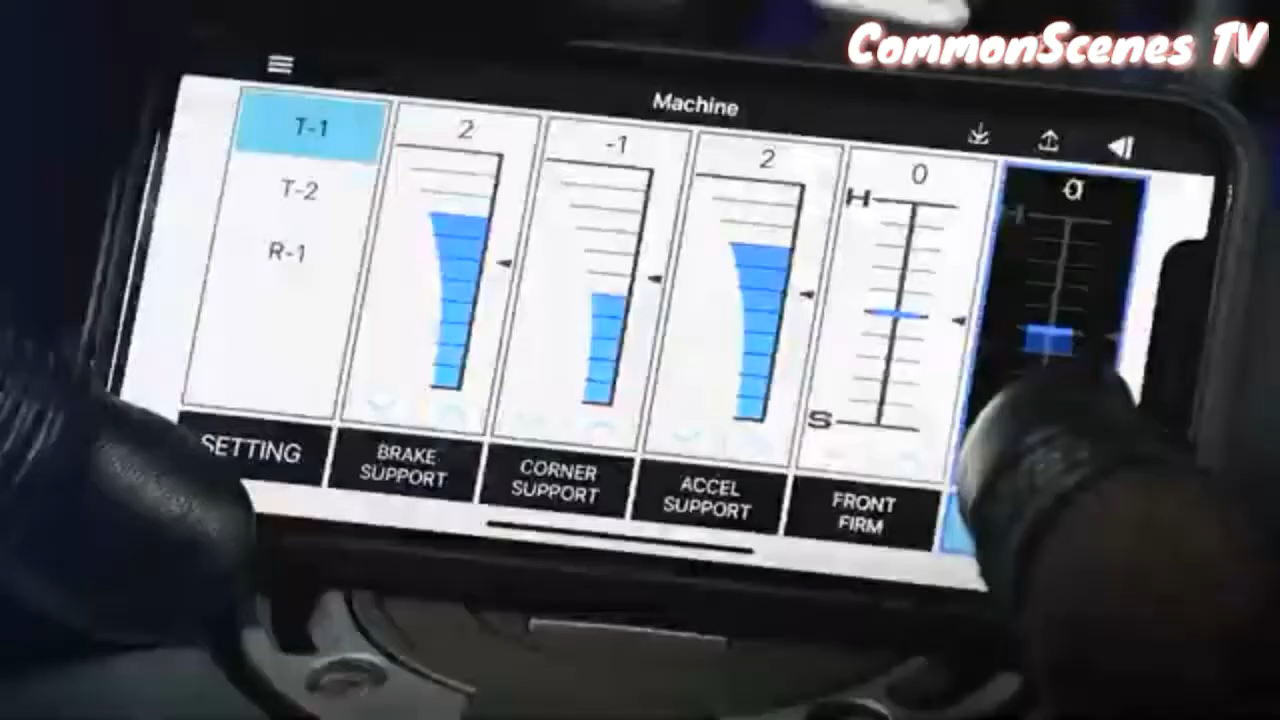 CommonScenes TV
Machine
T-1
2
-1
2
0
0
T-2
R-1
H
S
SETTING
BRAKE
SUPPORT
CORNER
SUPPORT
ACCEL
SUPPORT
FRONT
FIRM